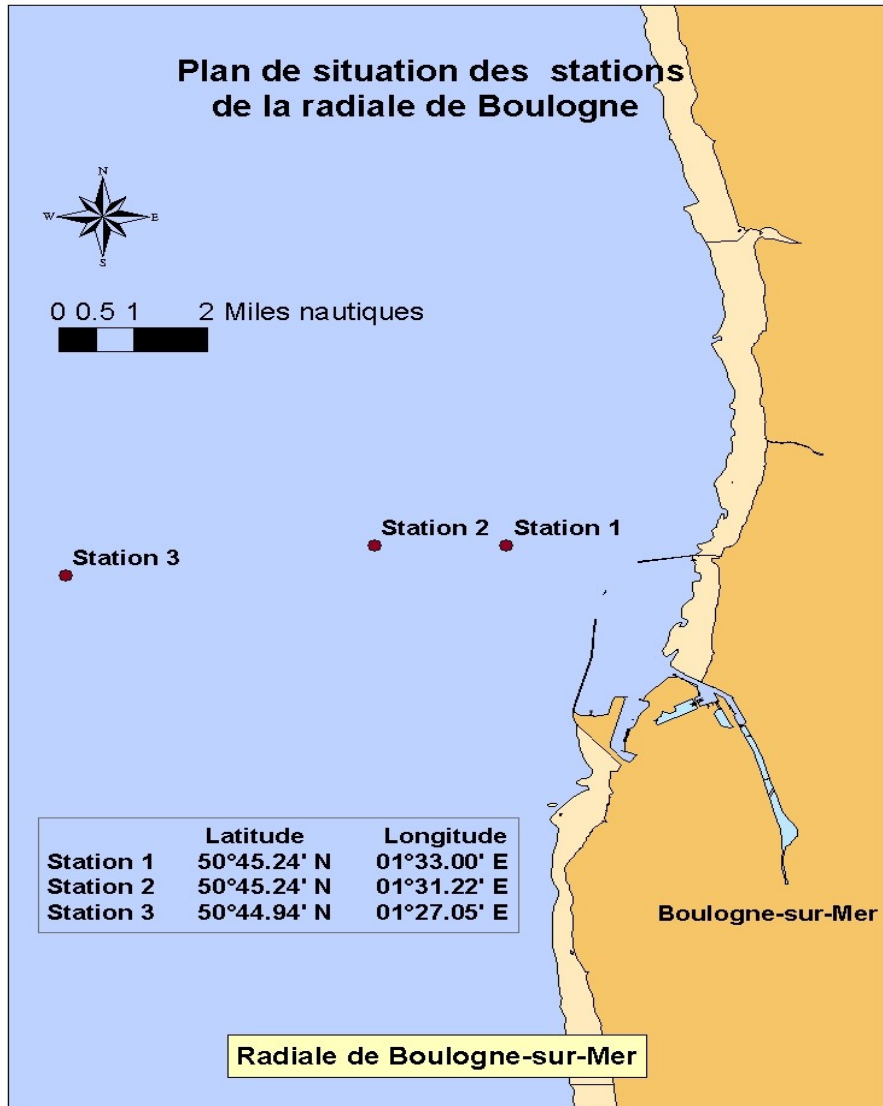 Plan de situation des stations
de la radiale de Boulogne
N
W E
S
0 0.5 1 2 Miles nautiques
Station 2 Station 1
Station 3
Latitude Longitude
Station 1 50°45.24' N 01°33.00' E
Station 2 50°45.24' N 01°31.22' E
Station 3 50°44.94' N 01°27.05' E
Boulogne-sur-Mer
Radiale de Boulogne-sur-Mer